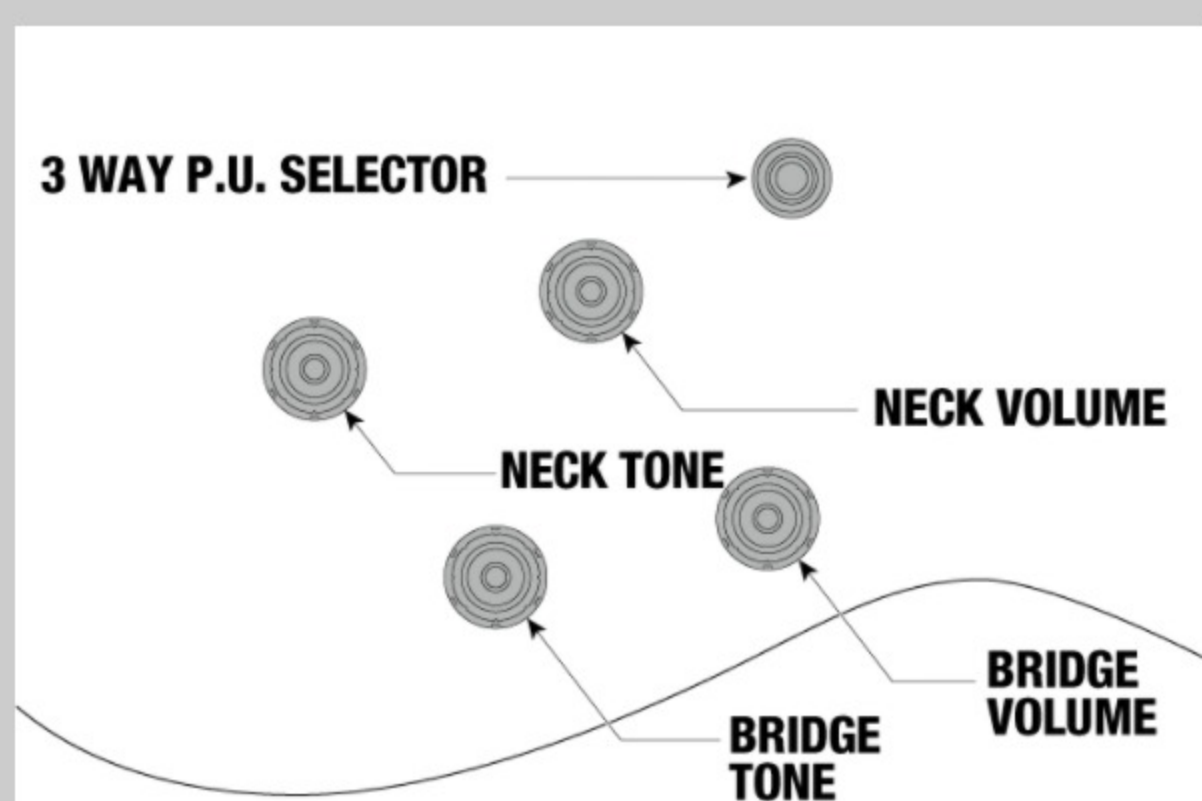 3 WAY P.U. SELECTOR
NECK VOLUME
NECK TONE
BRIDGE
VOLUME
BRIDGE
TONE